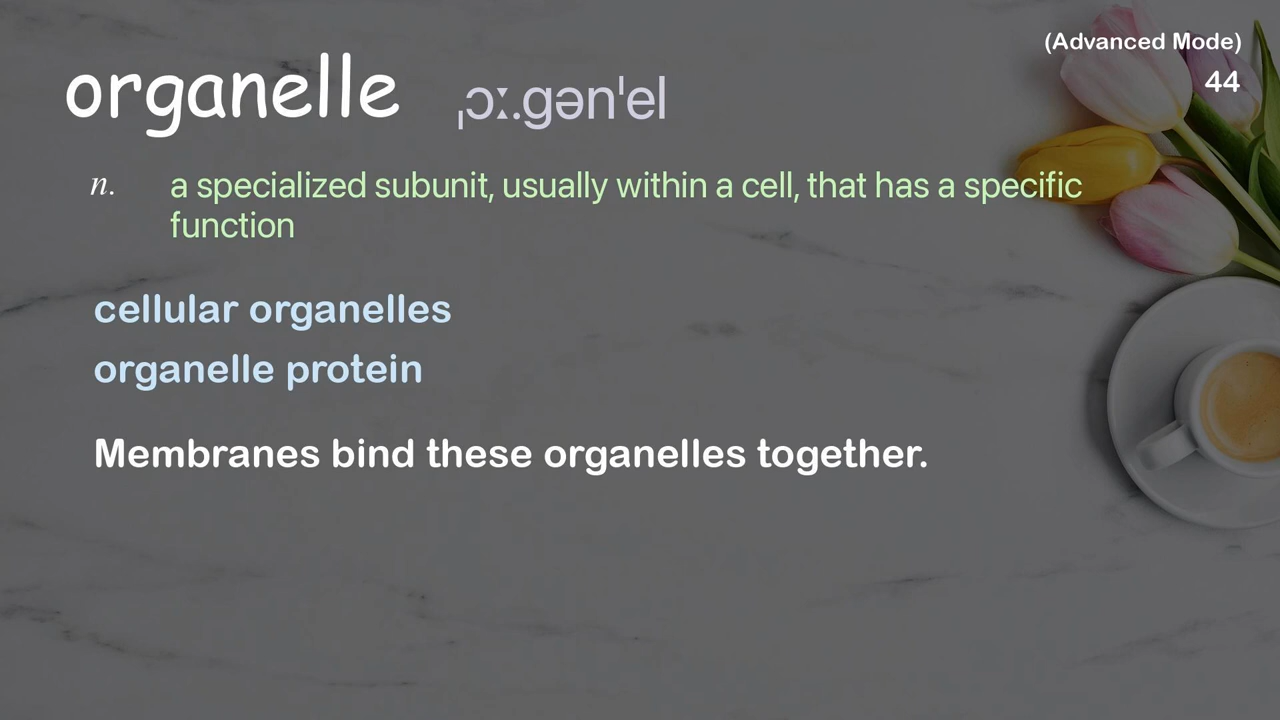 (Advanced Mode)
organelle ˌɔː.gənˈel
44
n. a specialized subunit, usually within a cell, that has a specific
function
cellular organelles
organelle protein
Membranes bind these organelles together.